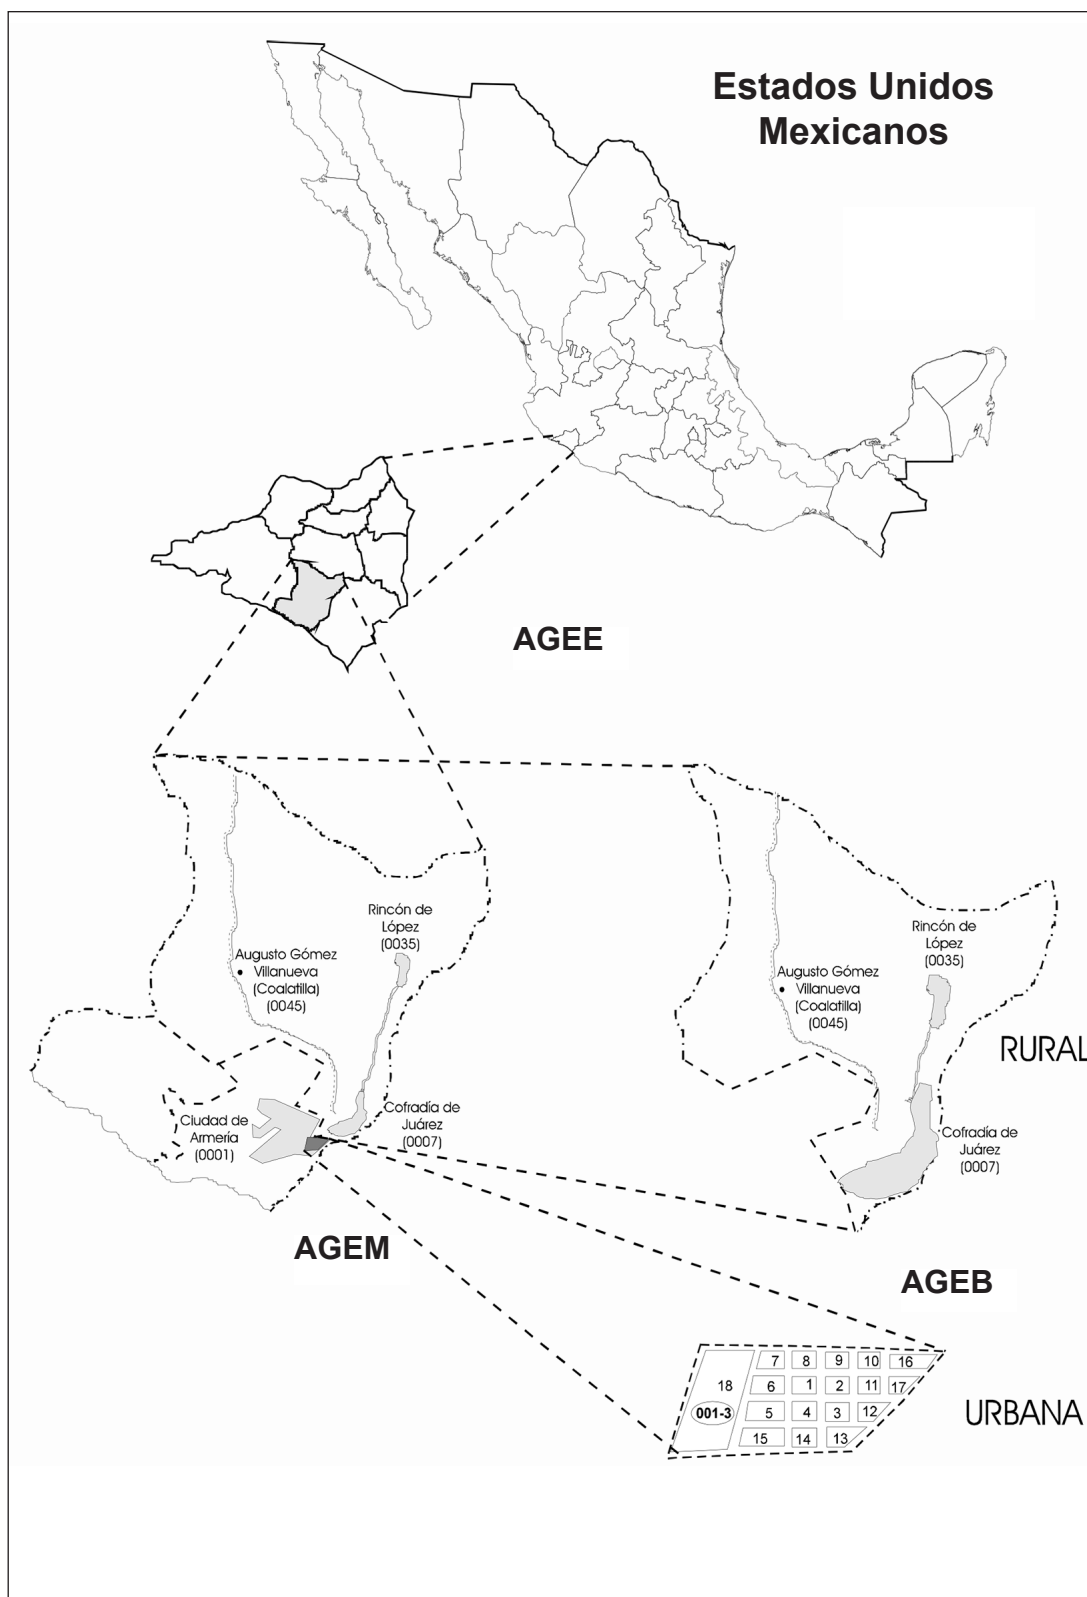 Estados Unidos
Mexicanos
AGEE
Rincón de
López
(0035)
Augusto Gómez
Villanueva
(Coalatilla)
(0045)
Ciudad de
Armería
(0001)
Cofradía de
Juárez
(0007)
AGEM
Rincón de
López
(0035)
Augusto Gómez
Villanueva
(Coalatilla)
(0045)
RURAL
Cofradía de
Juárez
(0007)
AGEB
7 8 9 10 16
18 6 1 2 11 17
001-3 5 4 3 12
15 14 13
URBANA